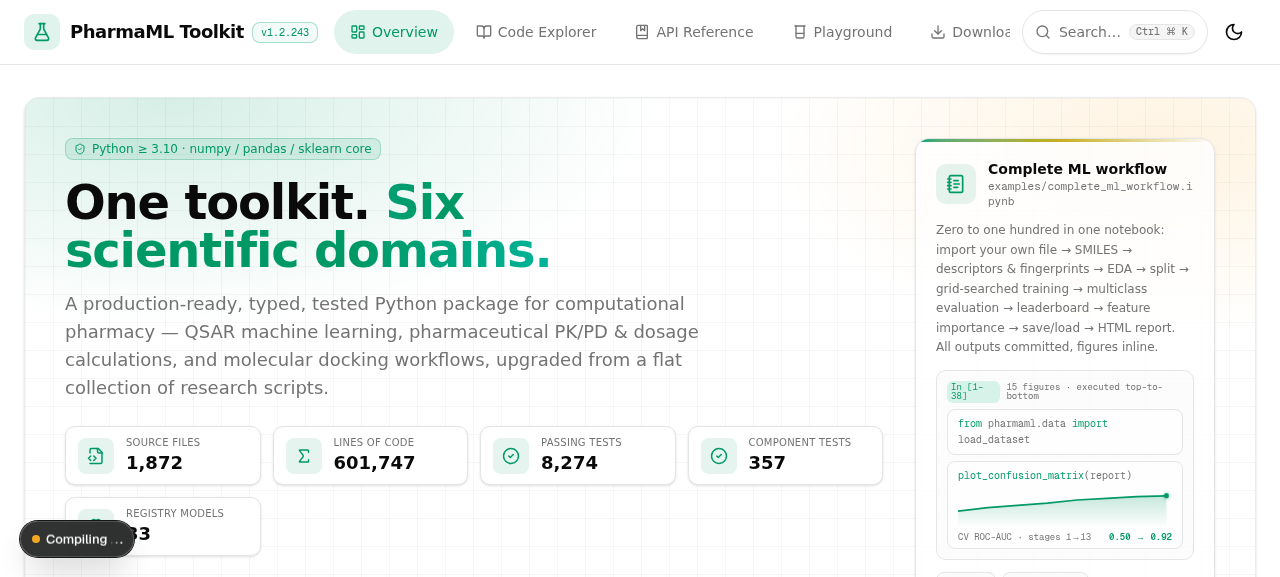 PharmaML Toolkit v1.2.243 Overview Code Explorer API Reference Playground Downloa Search... Ctrl ⌘ K
Python ≥ 3.10 · numpy / pandas / sklearn core
One toolkit. Six
scientific domains.
A production-ready, typed, tested Python package for computational
pharmacy — QSAR machine learning, pharmaceutical PK/PD & dosage
calculations, and molecular docking workflows, upgraded from a flat
collection of research scripts.
SOURCE FILES
1,872
LINES OF CODE
601,747
PASSING TESTS
8,274
COMPONENT TESTS
357
REGISTRY MODELS
33
Compiling ...
Complete ML workflow
examples/complete_ml_workflow.i
pynb
Zero to one hundred in one notebook:
import your own file → SMILES →
descriptors & fingerprints → EDA → split →
grid-searched training → multiclass
evaluation → leaderboard → feature
importance → save/load → HTML report.
All outputs committed, figures inline.
In [1-
38]
15 figures · executed top-to-
bottom
from pharmaml.data import
load_dataset
plot_confusion_matrix(report)
CV ROC-AUC · stages 1→13 0.50 → 0.92